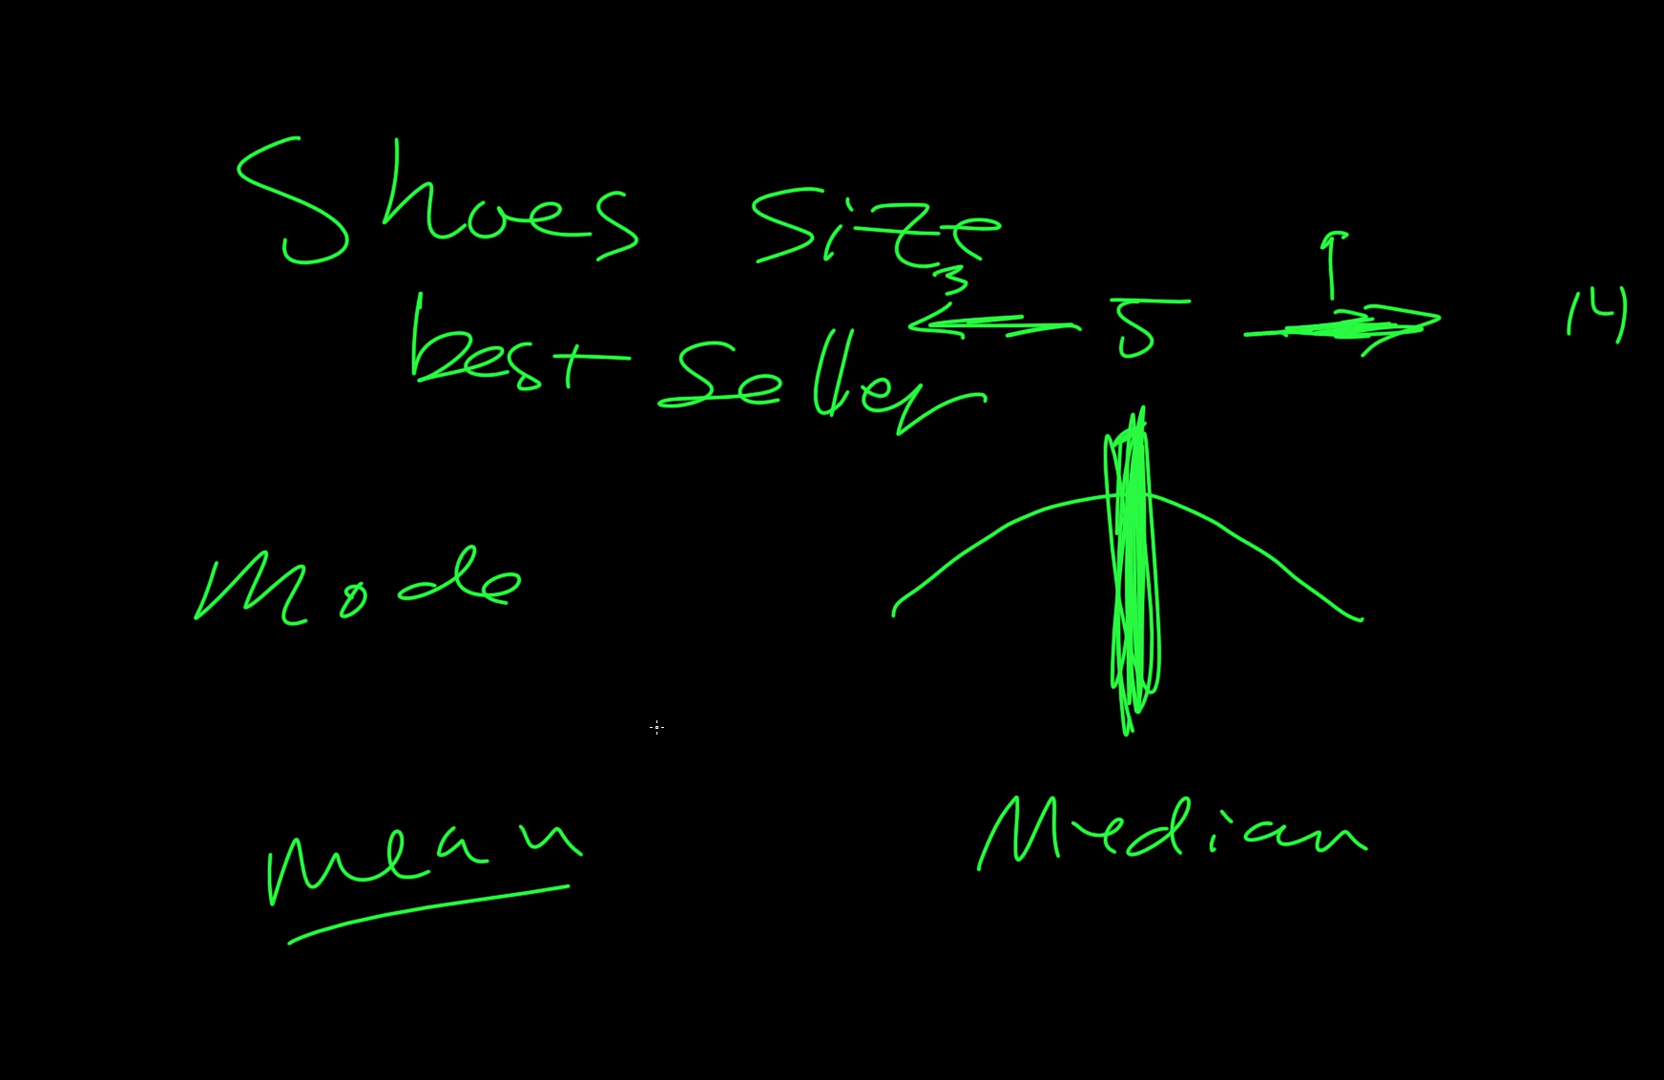 Shoes size
3 5 14
best seller
Mode
Median
mean